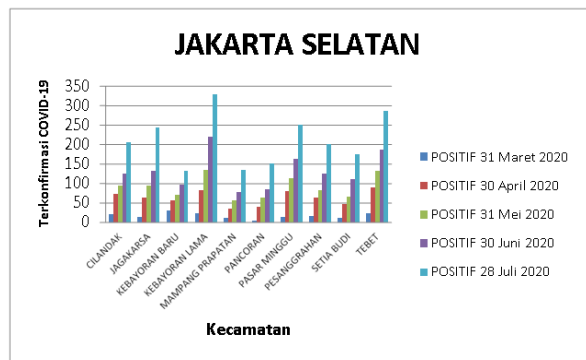 JAKARTA SELATAN
Terkonfirmasi COVID-19
350
300
250
200
150
100
50
0
CILANDAK
JAGAKARSA
KEBAYORAN BARU
KEBAYORAN LAMA
MAMPANG PRAPATAN
PANCORAN
PASAR MINGGU
PESANGGRAHAN
SETIA BUDI
TEBET
Kecamatan
POSITIF 31 Maret 2020
POSITIF 30 April 2020
POSITIF 31 Mei 2020
POSITIF 30 Juni 2020
POSITIF 28 Juli 2020